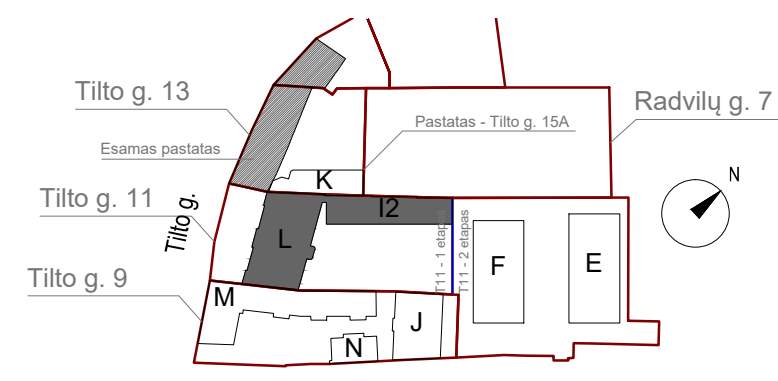 Tilto g. 13
Radvilų g. 7
Pastatas - Tilto g. 15A
Esamas pastatas
N
K
Tilto g. 11
Tilto g.
I2
L
T11 - 1 etapas
T11 - 2 etapas
F
E
Tilto g. 9
M
J
N